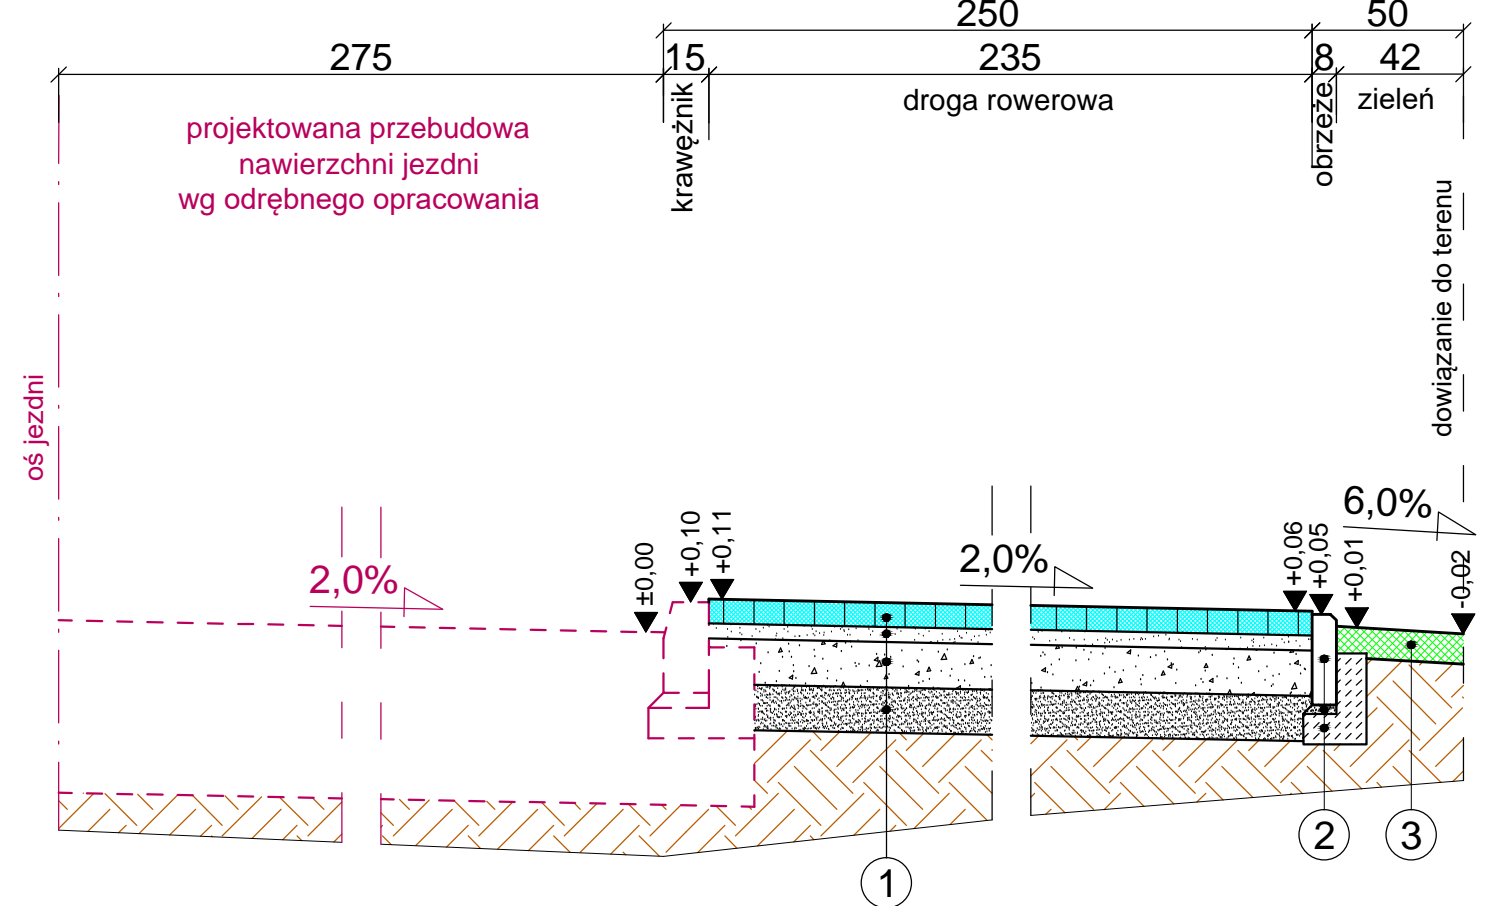 250
50
275
15
235
8
42
droga rowerowa
zieleń
krawężnik
obrzeże
projektowana przebudowa
nawierzchni jezdni
wg odrębnego opracowania
dowiązanie do terenu
oś jezdni
2,0%
±0,00
+0,10
+0,11
2,0%
+0,06
+0,05
+0,01
6,0%
-0,02
1
2
3